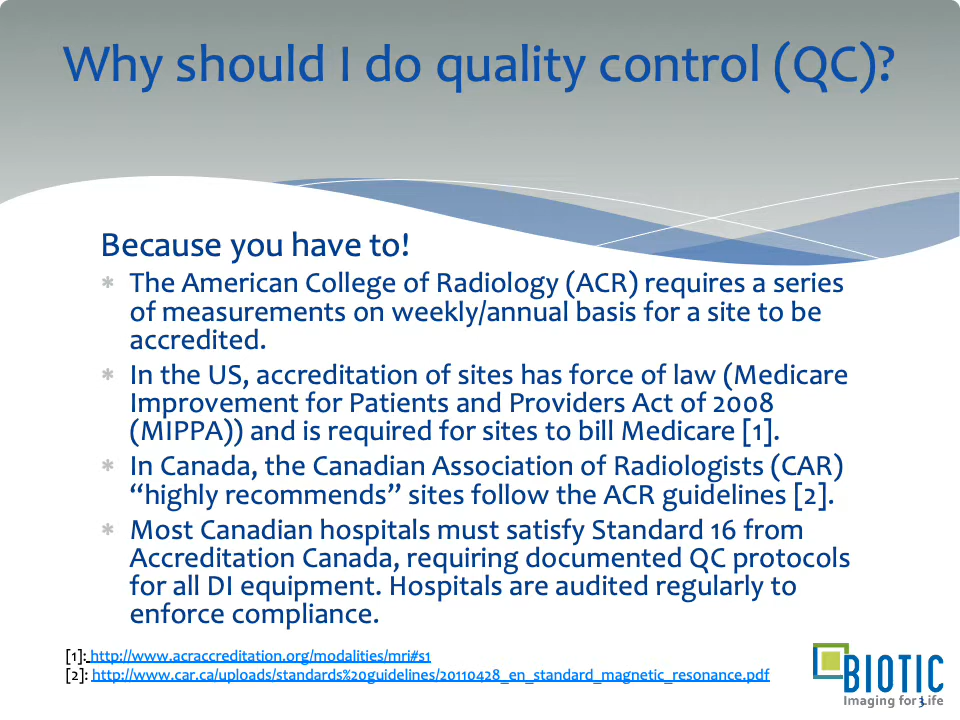 Why should I do quality control (QC)?
Because you have to!
* The American College of Radiology (ACR) requires a series
of measurements on weekly/annual basis for a site to be
accredited.
* In the US, accreditation of sites has force of law (Medicare
Improvement for Patients and Providers Act of 2008
(MIPPA)) and is required for sites to bill Medicare [1].
* In Canada, the Canadian Association of Radiologists (CAR)
“highly recommends” sites follow the ACR guidelines [2].
* Most Canadian hospitals must satisfy Standard 16 from
Accreditation Canada, requiring documented QC protocols
for all DI equipment. Hospitals are audited regularly to
enforce compliance.
[1]: http://www.acraccreditation.org/modalities/mri#s1
[2]: http://www.car.ca/uploads/standards%20guidelines/20110428_en_standard_magnetic_resonance.pdf
BIOTIC
Imaging for Life
3